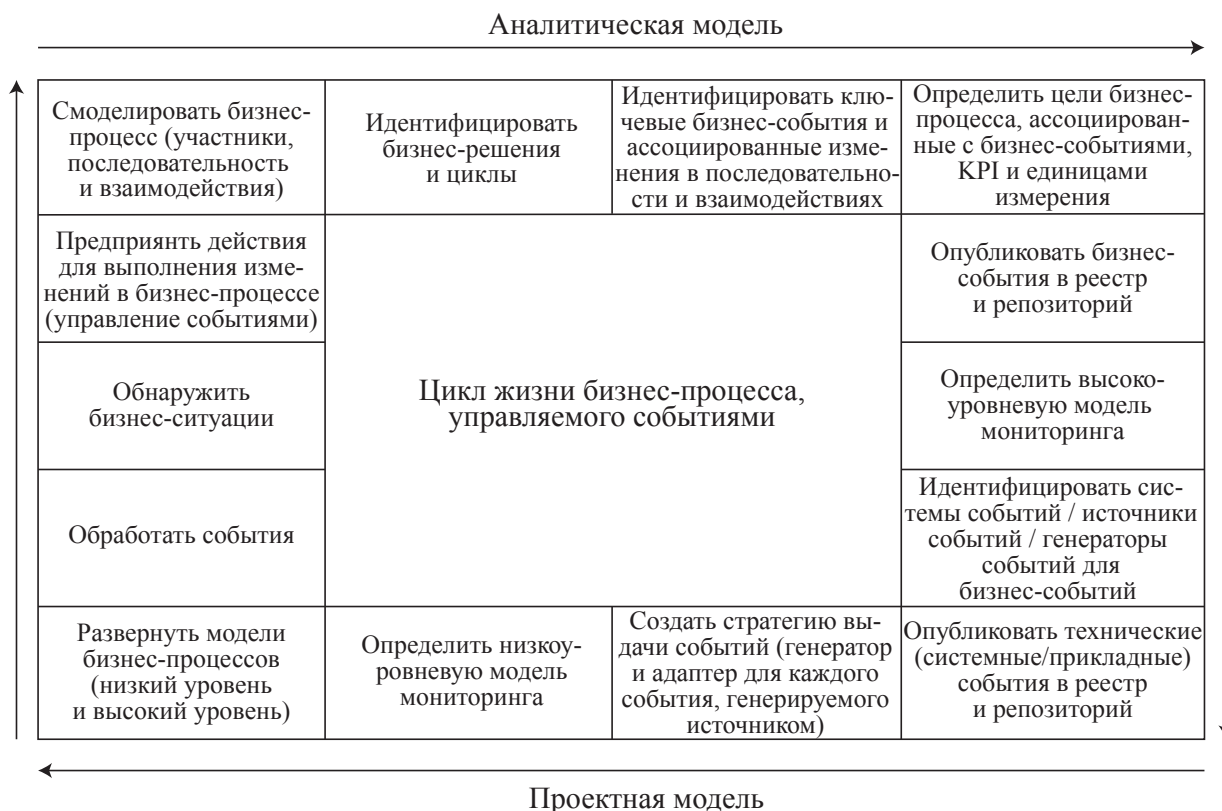 Аналитическая модель
Смоделировать бизнес-
процесс (участники,
последовательность
и взаимодействия)
Идентифицировать
бизнес-решения
и циклы
Идентифицировать клю-
чевые бизнес-события и
ассоциированные изме-
нения в последовательно-
сти и взаимодействиях
Определить цели бизнес-
процесса, ассоциирован-
ные с бизнес-событиями,
KPI и единицами
измерения
Предприянть действия
для выполнения изме-
нений в бизнес-процессе
(управление событиями)
Опубликовать бизнес-
события в реестр
и репозиторий
Обнаружить
бизнес-ситуации
Цикл жизни бизнес-процесса,
управляемого событиями
Определить высоко-
уровневую модель
мониторинга
Обработать события
Идентифицировать сис-
темы событий / источники
событий / генераторы
событий для
бизнес-событий
Развернуть модели
бизнес-процессов
(низкий уровень
и высокий уровень)
Определить низкоу-
ровневую модель
мониторинга
Создать стратегию вы-
дачи событий (генератор
и адаптер для каждого
события, генерируемого
источником)
Опубликовать технические
(системные/прикладные)
события в реестр
и репозиторий
Проектная модель